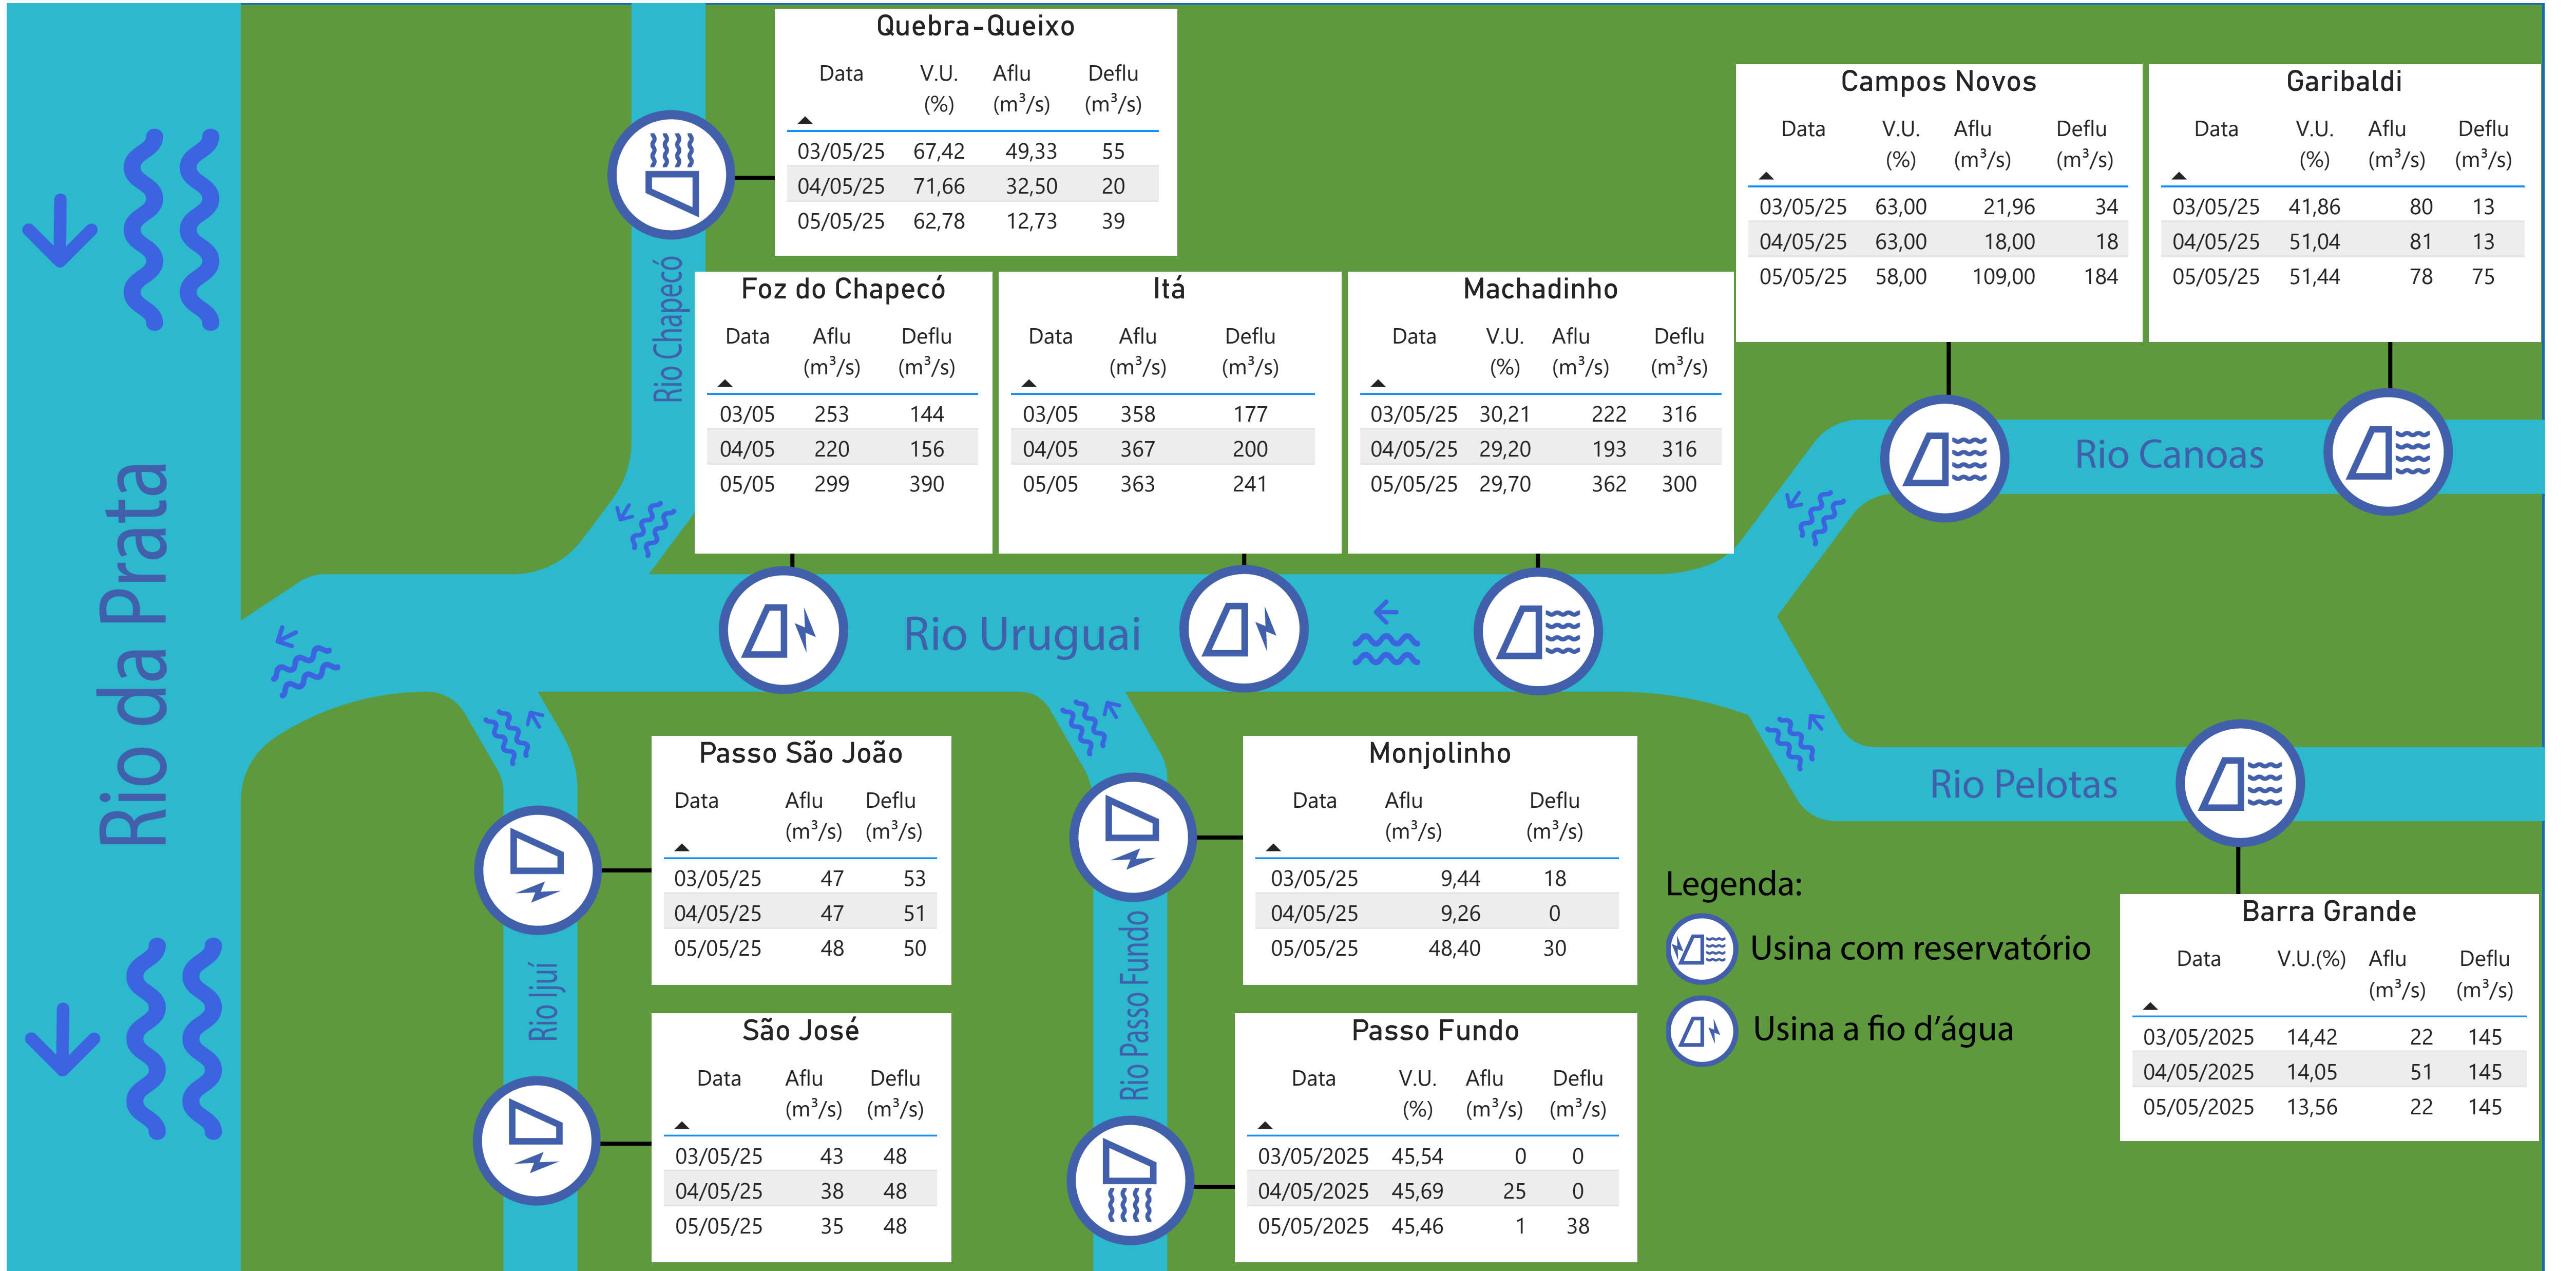 Rio da Prata
Quebra-Queixo
Data V.U. Aflu Deflu
(%) (m³/s) (m³/s)
03/05/25 67,42 49,33 55
04/05/25 71,66 32,50 20
05/05/25 62,78 12,73 39
Rio Chapecó
Foz do Chapecó
Data Aflu Deflu
(m³/s) (m³/s)
03/05 253 144
04/05 220 156
05/05 299 390
Itá
Data Aflu Deflu
(m³/s) (m³/s)
03/05 358 177
04/05 367 200
05/05 363 241
Machadinho
Data V.U. Aflu Deflu
(%) (m³/s) (m³/s)
03/05/25 30,21 222 316
04/05/25 29,20 193 316
05/05/25 29,70 362 300
Campos Novos
Data V.U. Aflu Deflu
(%) (m³/s) (m³/s)
03/05/25 63,00 21,96 34
04/05/25 63,00 18,00 18
05/05/25 58,00 109,00 184
Garibaldi
Data V.U. Aflu Deflu
(%) (m³/s) (m³/s)
03/05/25 41,86 80 13
04/05/25 51,04 81 13
05/05/25 51,44 78 75
Rio Canoas
Rio Uruguai
Rio Pelotas
Passo São João
Data Aflu Deflu
(m³/s) (m³/s)
03/05/25 47 53
04/05/25 47 51
05/05/25 48 50
Rio Ijuí
São José
Data Aflu Deflu
(m³/s) (m³/s)
03/05/25 43 48
04/05/25 38 48
05/05/25 35 48
Monjolinho
Data Aflu Deflu
(m³/s) (m³/s)
03/05/25 9,44 18
04/05/25 9,26 0
05/05/25 48,40 30
Rio Passo Fundo
Passo Fundo
Data V.U. Aflu Deflu
(%) (m³/s) (m³/s)
03/05/2025 45,54 0 0
04/05/2025 45,69 25 0
05/05/2025 45,46 1 38
Legenda:
Usina com reservatório
Usina a fio d’água
Barra Grande
Data V.U.(%) Aflu Deflu
(m³/s) (m³/s)
03/05/2025 14,42 22 145
04/05/2025 14,05 51 145
05/05/2025 13,56 22 145